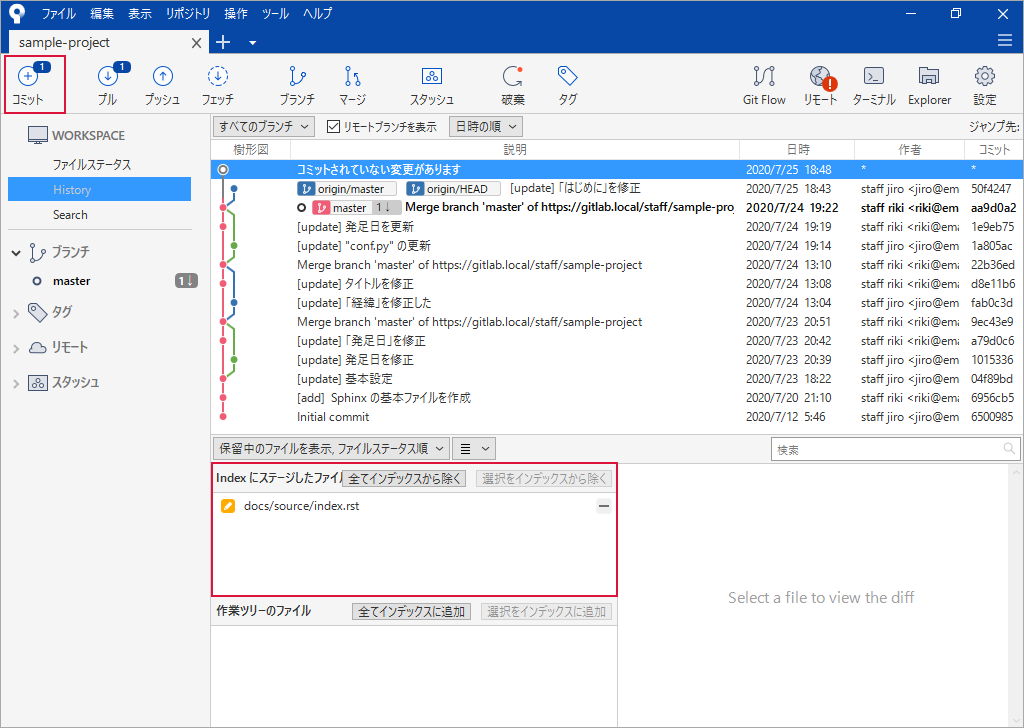 ファイル 編集 表示 リポジトリ 操作 ツール ヘルプ
sample-project
1 1
コミット プル プッシュ フェッチ ブランチ マージ スタッシュ 破棄 タグ Git Flow リモート ターミナル Explorer 設定
WORKSPACE
ファイルステータス
History
Search
ブランチ
master 1↓
タグ
リモート
スタッシュ
すべてのブランチ リモートブランチを表示 日時の順 ジャンプ先:
樹形図 説明 日時 作者 コミット
コミットされていない変更があります 2020/7/25 18:48 * *
origin/master origin/HEAD [update] 「はじめに」を修正 2020/7/25 18:43 staff jiro <jiro@em 50f4247
master 1↓ Merge branch 'master' of https://gitlab.local/staff/sample-proj 2020/7/24 19:22 staff riki <riki@em aa9d0a2
[update] 発足日を更新 2020/7/24 19:19 staff riki <riki@ema 1e9eb75
[update] "conf.py" の更新 2020/7/24 19:14 staff jiro <jiro@em 1a805ac
Merge branch 'master' of https://gitlab.local/staff/sample-project 2020/7/24 13:10 staff riki <riki@ema 22b36ed
[update] タイトルを修正 2020/7/24 13:08 staff riki <riki@ema d8e11b6
[update] 「経緯」を修正した 2020/7/24 13:04 staff jiro <jiro@em fab0c3d
Merge branch 'master' of https://gitlab.local/staff/sample-project 2020/7/23 20:51 staff riki <riki@ema 9ec43e9
[update] 「発足日」を修正 2020/7/23 20:42 staff riki <riki@ema a79d0c6
[update] 発足日を修正 2020/7/23 20:39 staff jiro <jiro@em 1015336
[update] 基本設定 2020/7/23 18:22 staff jiro <jiro@em 04f89bd
[add] Sphinx の基本ファイルを作成 2020/7/23 21:10 staff riki <riki@ema 6956cb5
Initial commit 2020/7/12 5:46 staff jiro <jiro@em 6500985
保留中のファイルを表示, ファイルステータス順 検索
Index にステージしたファイル 全てインデックスから除く 選択をインデックスから除く
docs/source/index.rst
Select a file to view the diff
作業ツリーのファイル 全てインデックスに追加 選択をインデックスに追加